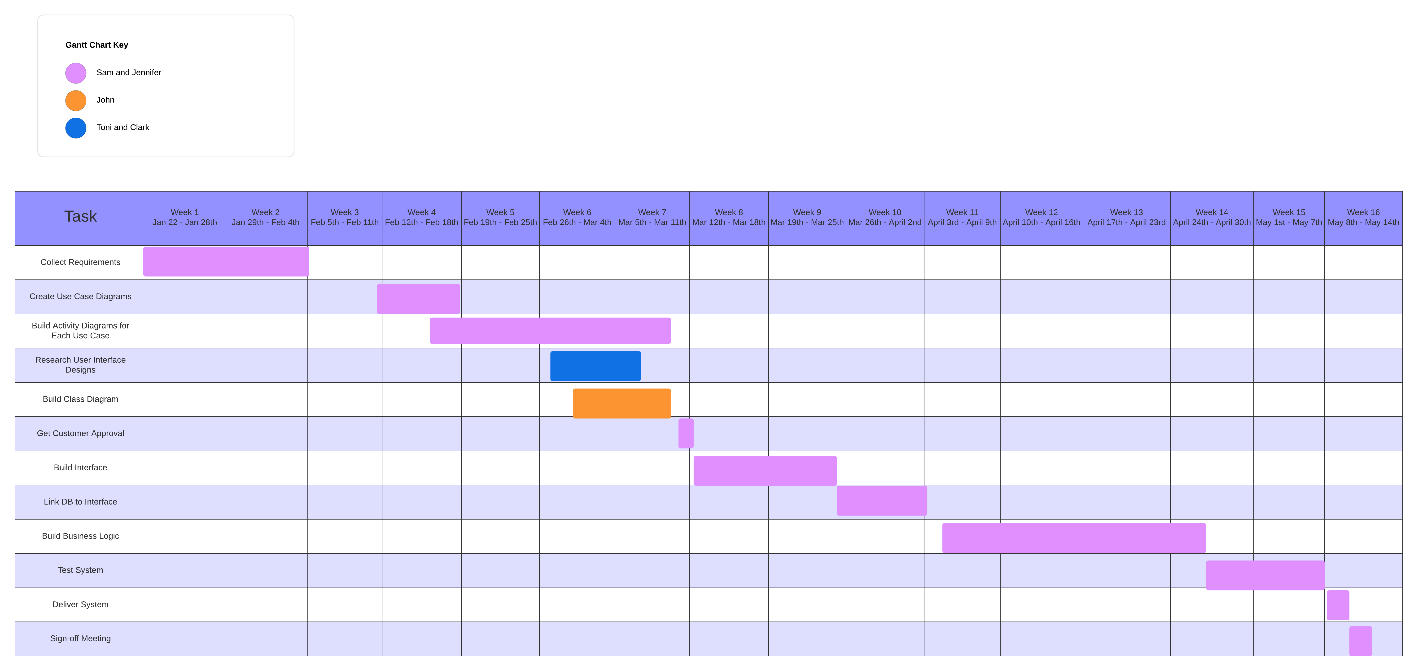 Gantt Chart Key
Sam and Jennifer
John
Toni and Clark
Task
Week 1
Jan 22 - Jan 28th
Week 2
Jan 29th - Feb 4th
Week 3
Feb 5th - Feb 11th
Week 4
Feb 12th - Feb 18th
Week 5
Feb 19th - Feb 25th
Week 6
Feb 26th - Mar 4th
Week 7
Mar 5th - Mar 11th
Week 8
Mar 12th - Mar 18th
Week 9
Mar 19th - Mar 25th
Week 10
Mar 26th - April 2nd
Week 11
April 3rd - April 9th
Week 12
April 10th - April 16th
Week 13
April 17th - April 23rd
Week 14
April 24th - April 30th
Week 15
May 1st - May 7th
Week 16
May 8th - May 14th
Collect Requirements
Create Use Case Diagrams
Build Activity Diagrams for
Each Use Case
Research User Interface
Designs
Build Class Diagram
Get Customer Approval
Build Interface
Link DB to Interface
Build Business Logic
Test System
Deliver System
Sign-off Meeting